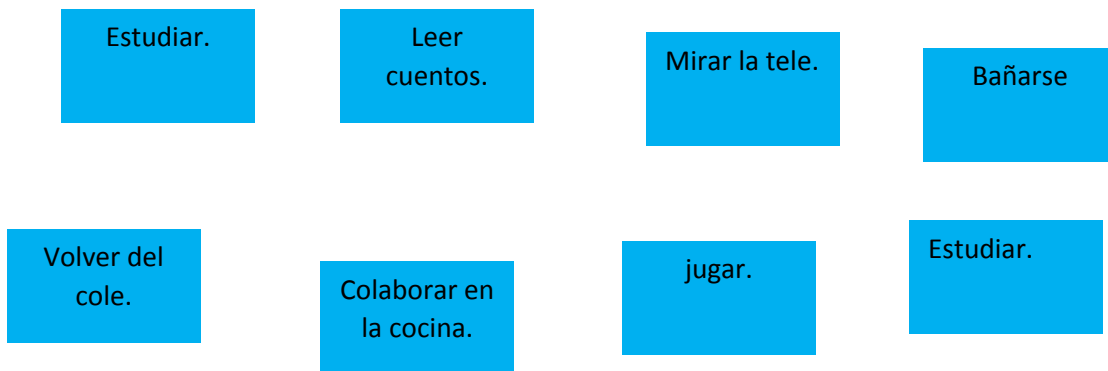 Estudiar.
Leer
cuentos.
Mirar la tele.
Bañarse
Volver del
cole.
Colaborar en
la cocina.
jugar.
Estudiar.